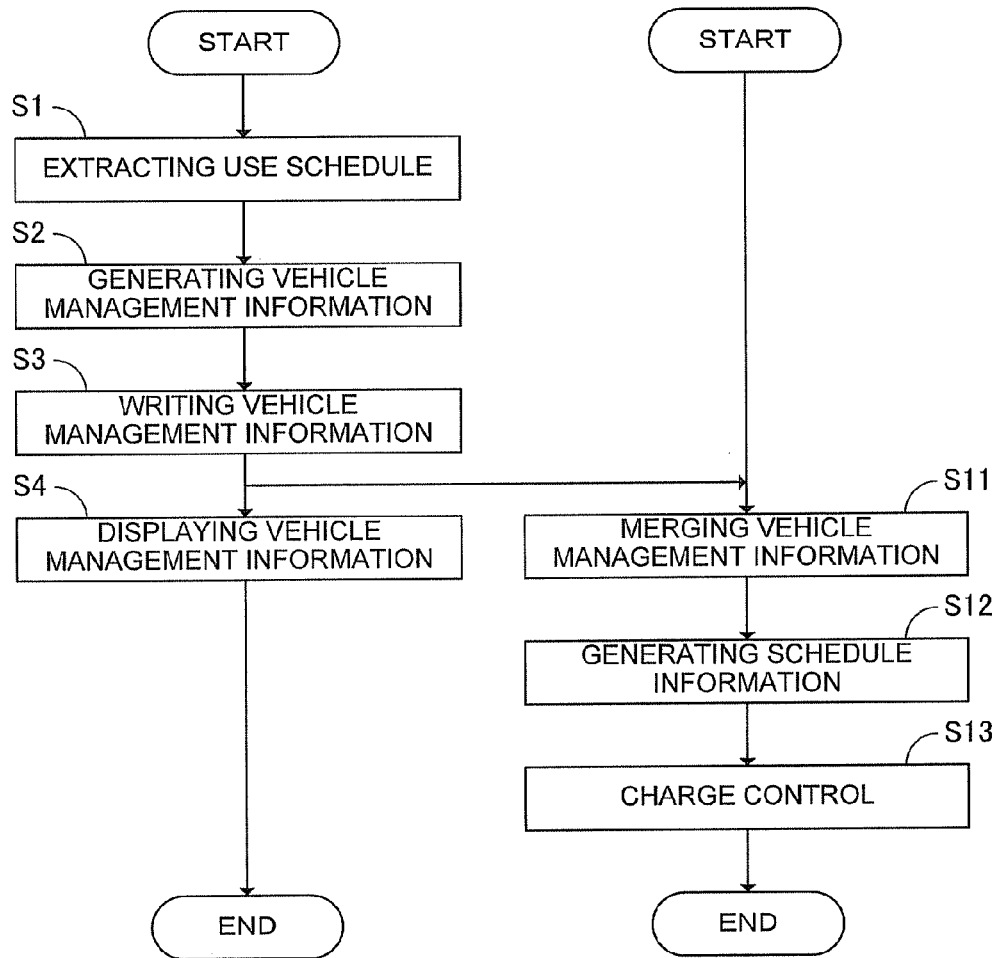 START
S1
EXTRACTING USE SCHEDULE
S2
GENERATING VEHICLE
MANAGEMENT INFORMATION
S3
WRITING VEHICLE
MANAGEMENT INFORMATION
S4
DISPLAYING VEHICLE
MANAGEMENT INFORMATION
END
START
S11
MERGING VEHICLE
MANAGEMENT INFORMATION
S12
GENERATING SCHEDULE
INFORMATION
S13
CHARGE CONTROL
END